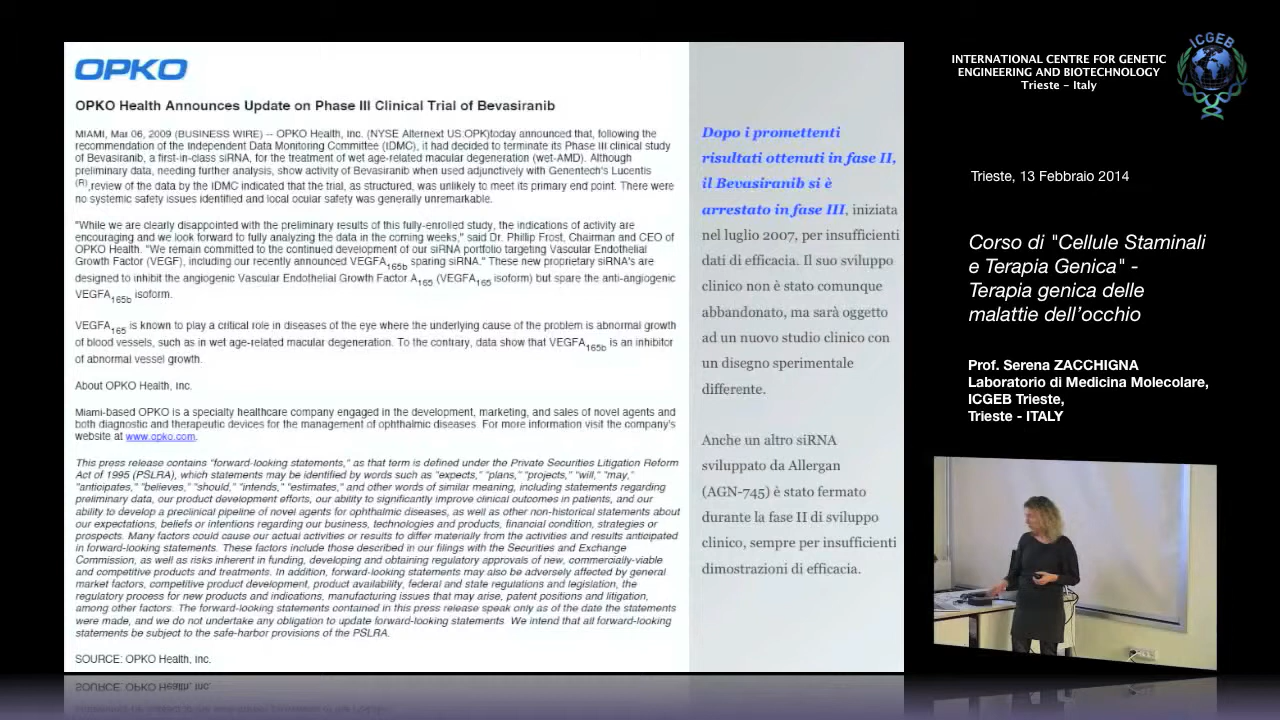 OPKO
OPKO Health Announces Update on Phase III Clinical Trial of Bevasiranib
MIAMI, Mar 06, 2009 (BUSINESS WIRE) -- OPKO Health, Inc. (NYSE Alternext US:OPK)today announced that, following the
recommendation of the Independent Data Monitoring Committee (IDMC), it had decided to terminate its Phase III clinical study
of Bevasiranib, a first-in-class siRNA, for the treatment of wet age-related macular degeneration (wet-AMD). Although
preliminary data, needing further analysis, show activity of Bevasiranib when used adjunctively with Genentech's Lucentis
(R),review of the data by the IDMC indicated that the trial, as structured, was unlikely to meet its primary end point. There were
no systemic safety issues identified and local ocular safety was generally unremarkable.
"While we are clearly disappointed with the preliminary results of this fully-enrolled study, the indications of activity are
encouraging and we look forward to fully analyzing the data in the coming weeks," said Dr. Phillip Frost, Chairman and CEO of
OPKO Health. "We remain committed to the continued development of our siRNA portfolio targeting Vascular Endothelial
Growth Factor (VEGF), including our recently announced VEGFA165b sparing siRNA." These new proprietary siRNA's are
designed to inhibit the angiogenic Vascular Endothelial Growth Factor A165 (VEGFA165 isoform) but spare the anti-angiogenic
VEGFA165b isoform.
VEGFA165 is known to play a critical role in diseases of the eye where the underlying cause of the problem is abnormal growth
of blood vessels, such as in wet age-related macular degeneration. To the contrary, data show that VEGFA165b is an inhibitor
of abnormal vessel growth.
About OPKO Health, Inc.
Miami-based OPKO is a specialty healthcare company engaged in the development, marketing, and sales of novel agents and
both diagnostic and therapeutic devices for the management of ophthalmic diseases. For more information visit the company's
website at www.opko.com.
This press release contains "forward-looking statements," as that term is defined under the Private Securities Litigation Reform
Act of 1995 (PSLRA), which statements may be identified by words such as "expects," "plans," "projects," "will," "may,"
"anticipates," "believes," "should," "intends," "estimates," and other words of similar meaning, including statements regarding
preliminary data, our product development efforts, our ability to significantly improve clinical outcomes in patients, and our
ability to develop a preclinical pipeline of novel agents for ophthalmic diseases, as well as other non-historical statements about
our expectations, beliefs or intentions regarding our business, technologies and products, financial condition, strategies or
prospects. Many factors could cause our actual activities or results to differ materially from the activities and results anticipated
in forward-looking statements. These factors include those described in our filings with the Securities and Exchange
Commission, as well as risks inherent in funding, developing and obtaining regulatory approvals of new, commercially-viable
and competitive products and treatments. In addition, forward-looking statements may also be adversely affected by general
market factors, competitive product development, product availability, federal and state regulations and legislation, the
regulatory process for new products and indications, manufacturing issues that may arise, patent positions and litigation,
among other factors. The forward-looking statements contained in this press release speak only as of the date the statements
were made, and we do not undertake any obligation to update forward-looking statements. We intend that all forward-looking
statements be subject to the safe-harbor provisions of the PSLRA.
SOURCE: OPKO Health, Inc.
Dopo i promettenti
risultati ottenuti in fase II,
il Bevasiranib si è
arrestato in fase III, iniziata
nel luglio 2007, per insufficienti
dati di efficacia. Il suo sviluppo
clinico non è stato comunque
abbandonato, ma sarà oggetto
ad un nuovo studio clinico con
un disegno sperimentale
differente.
Anche un altro siRNA
sviluppato da Allergan
(AGN-745) è stato fermato
durante la fase II di sviluppo
clinico, sempre per insufficienti
dimostrazioni di efficacia.
INTERNATIONAL CENTRE FOR GENETIC
ENGINEERING AND BIOTECHNOLOGY
Trieste - Italy
ICGEB
Trieste, 13 Febbraio 2014
Corso di "Cellule Staminali
e Terapia Genica" -
Terapia genica delle
malattie dell'occhio
Prof. Serena ZACCHIGNA
Laboratorio di Medicina Molecolare,
ICGEB Trieste,
Trieste - ITALY